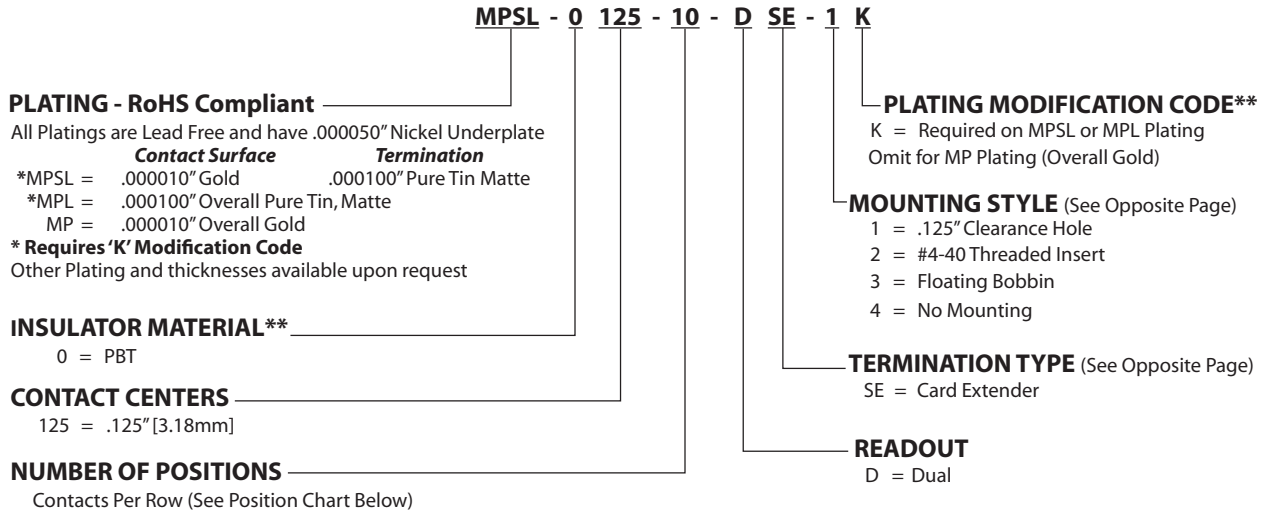 MPSL - 0 125 - 10 - D SE - 1 K
PLATING - RoHS Compliant
All Platings are Lead Free and have .000050" Nickel Underplate
Contact Surface Termination
*MPSL = .000010" Gold .000100" Pure Tin Matte
*MPL = .000100" Overall Pure Tin, Matte
MP = .000010" Overall Gold
* Requires 'K' Modification Code
Other Plating and thicknesses available upon request
INSULATOR MATERIAL**
0 = PBT
CONTACT CENTERS
125 = .125" [3.18mm]
NUMBER OF POSITIONS
Contacts Per Row (See Position Chart Below)
PLATING MODIFICATION CODE**
K = Required on MPSL or MPL Plating
Omit for MP Plating (Overall Gold)
MOUNTING STYLE (See Opposite Page)
1 = .125" Clearance Hole
2 = #4-40 Threaded Insert
3 = Floating Bobbin
4 = No Mounting
TERMINATION TYPE (See Opposite Page)
SE = Card Extender
READOUT
D = Dual